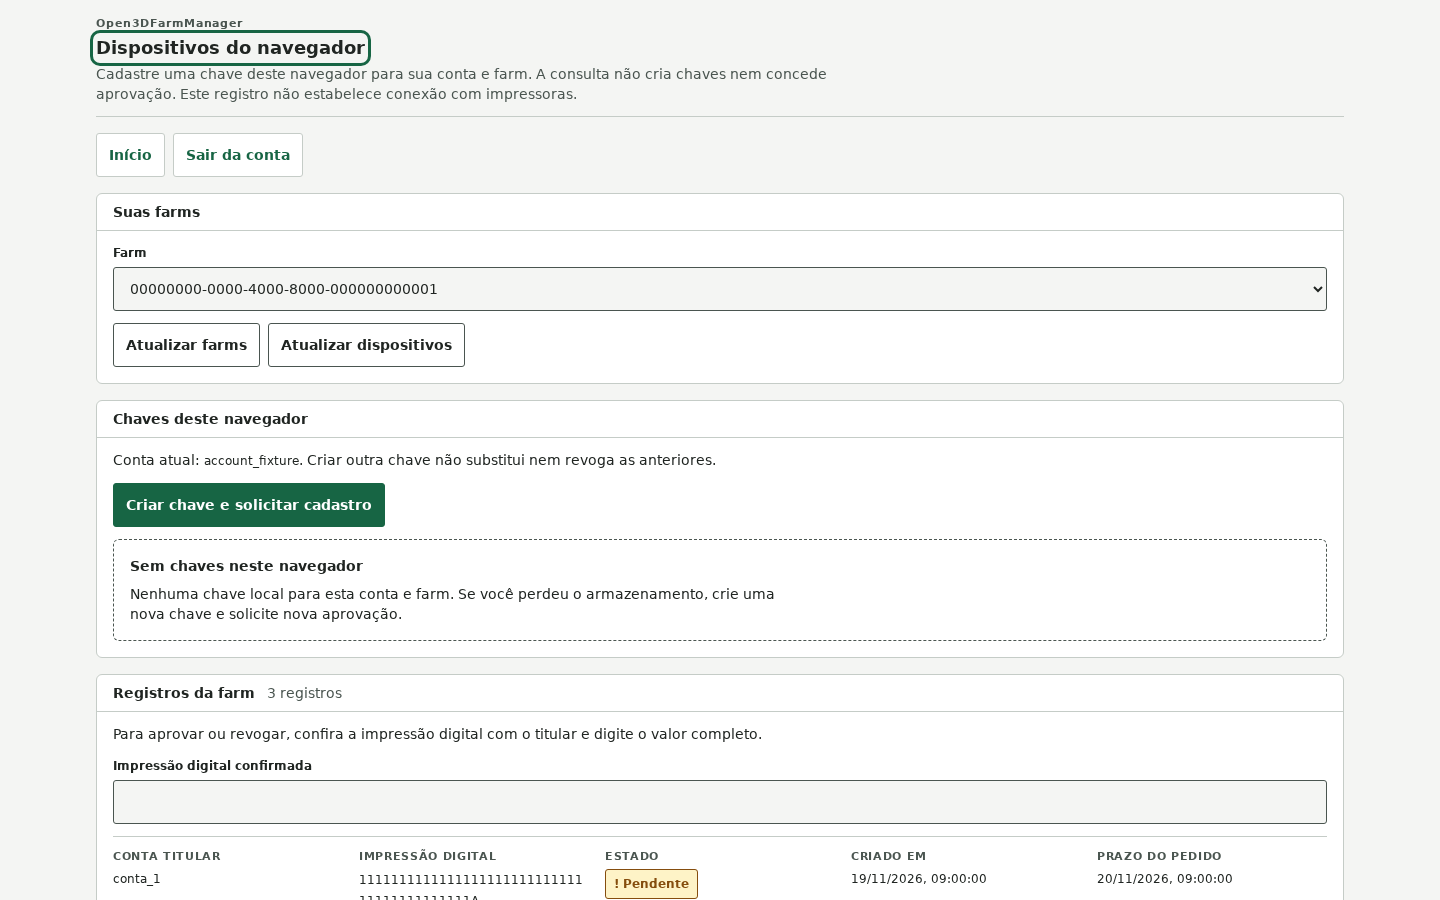 Open3DFarmManager
Dispositivos do navegador
Cadastre uma chave deste navegador para sua conta e farm. A consulta não cria chaves nem concede
aprovação. Este registro não estabelece conexão com impressoras.
Início
Sair da conta
Suas farms
Farm
00000000-0000-4000-8000-000000000001
Atualizar farms
Atualizar dispositivos
Chaves deste navegador
Conta atual: account_fixture. Criar outra chave não substitui nem revoga as anteriores.
Criar chave e solicitar cadastro
Sem chaves neste navegador
Nenhuma chave local para esta conta e farm. Se você perdeu o armazenamento, crie uma
nova chave e solicite nova aprovação.
Registros da farm 3 registros
Para aprovar ou revogar, confira a impressão digital com o titular e digite o valor completo.
Impressão digital confirmada
CONTA TITULAR IMPRESSÃO DIGITAL ESTADO CRIADO EM PRAZO DO PEDIDO
conta_1 1111111111111111111111111111 ! Pendente 19/11/2026, 09:00:00 20/11/2026, 09:00:00